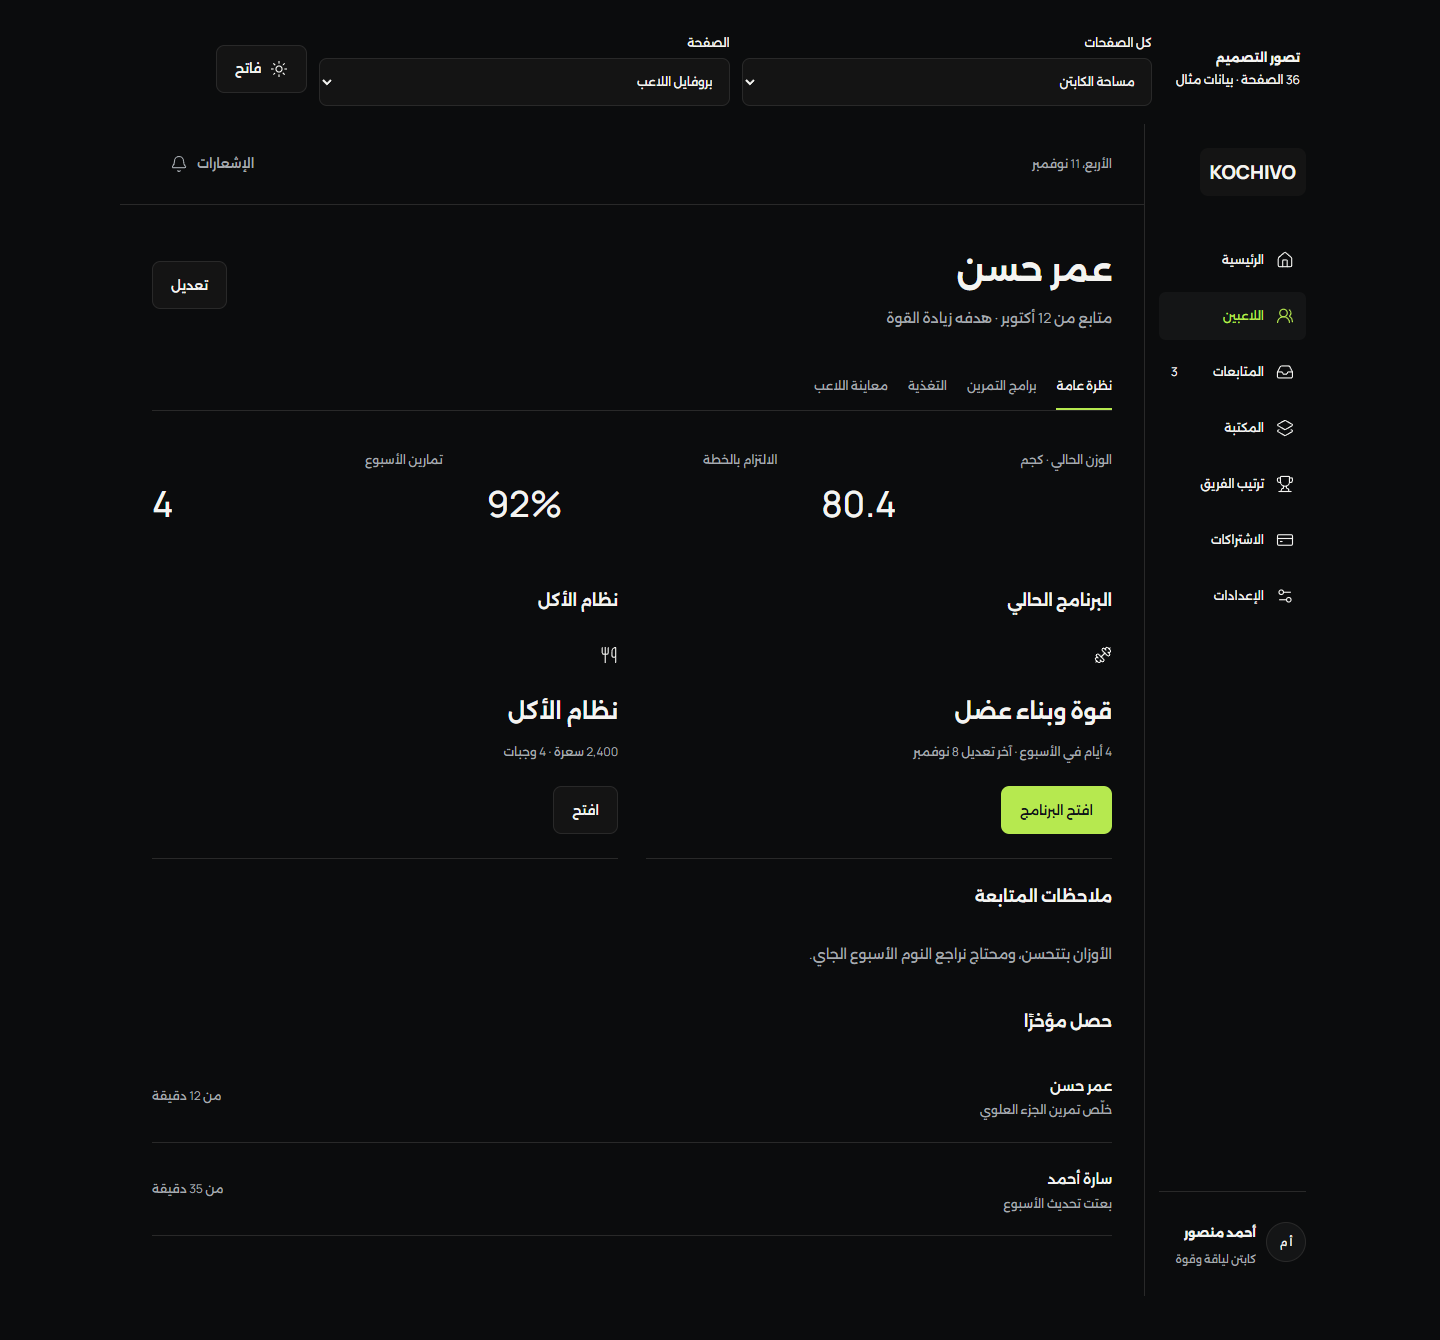 تصور التصميم
36 الصفحة · بيانات مثال
كل الصفحات
مساحة الكابتن
الصفحة
بروفايل اللاعب
فاتح
KOCHIVO
الرئيسية
اللاعبين
المتابعات 3
المكتبة
ترتيب الفريق
الاشتراكات
الإعدادات
أ م
أحمد منصور
كابتن لياقة وقوة
الأربع، 11 نوفمبر
الإشعارات
عمر حسن
متابع من 12 أكتوبر · هدفه زيادة القوة
تعديل
نظرة عامة
برامج التمرين
التغذية
معاينة اللاعب
الوزن الحالي · كجم
80.4
الالتزام بالخطة
92%
تمارين الأسبوع
4
البرنامج الحالي
قوة وبناء عضل
4 أيام في الأسبوع · آخر تعديل 8 نوفمبر
افتح البرنامج
نظام الأكل
نظام الأكل
2,400 سعرة · 4 وجبات
افتح
ملاحظات المتابعة
الأوزان بتتحسن، ومحتاج نراجع النوم الأسبوع الجاي.
حصل مؤخرًا
عمر حسن
خلّص تمرين الجزء العلوي
من 12 دقيقة
سارة أحمد
بعتت تحديث الأسبوع
من 35 دقيقة